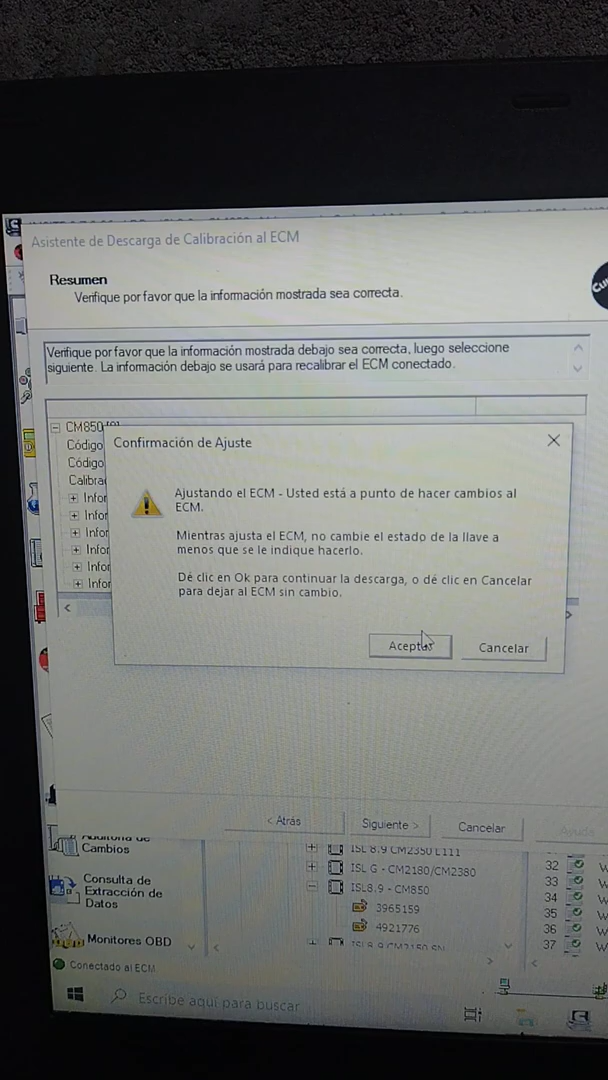 Asistente de Descarga de Calibración al ECM
Resumen
Verifique por favor que la información mostrada sea correcta.
Verifique por favor que la información mostrada debajo sea correcta, luego seleccione
siguiente. La información debajo se usará para recalibrar el ECM conectado.
CM850
Código
Código
Confirmación de Ajuste
Ajustando el ECM - Usted está a punto de hacer cambios al
ECM.
Mientras ajusta el ECM, no cambie el estado de la llave a
menos que se le indique hacerlo.
Dé clic en Ok para continuar la descarga, o dé clic en Cancelar
para dejar al ECM sin cambio.
Aceptar
Cancelar
< Atrás
Siguiente >
Cancelar
Ayuda
Cambios
Consulta de
Extracción de
Datos
Monitores OBD
ISL G - CM2180/CM2380
ISL8.9 - CM850
3965159
4921776
32
33
34
35
36
37
Conectado al ECM
Escribe aquí para buscar